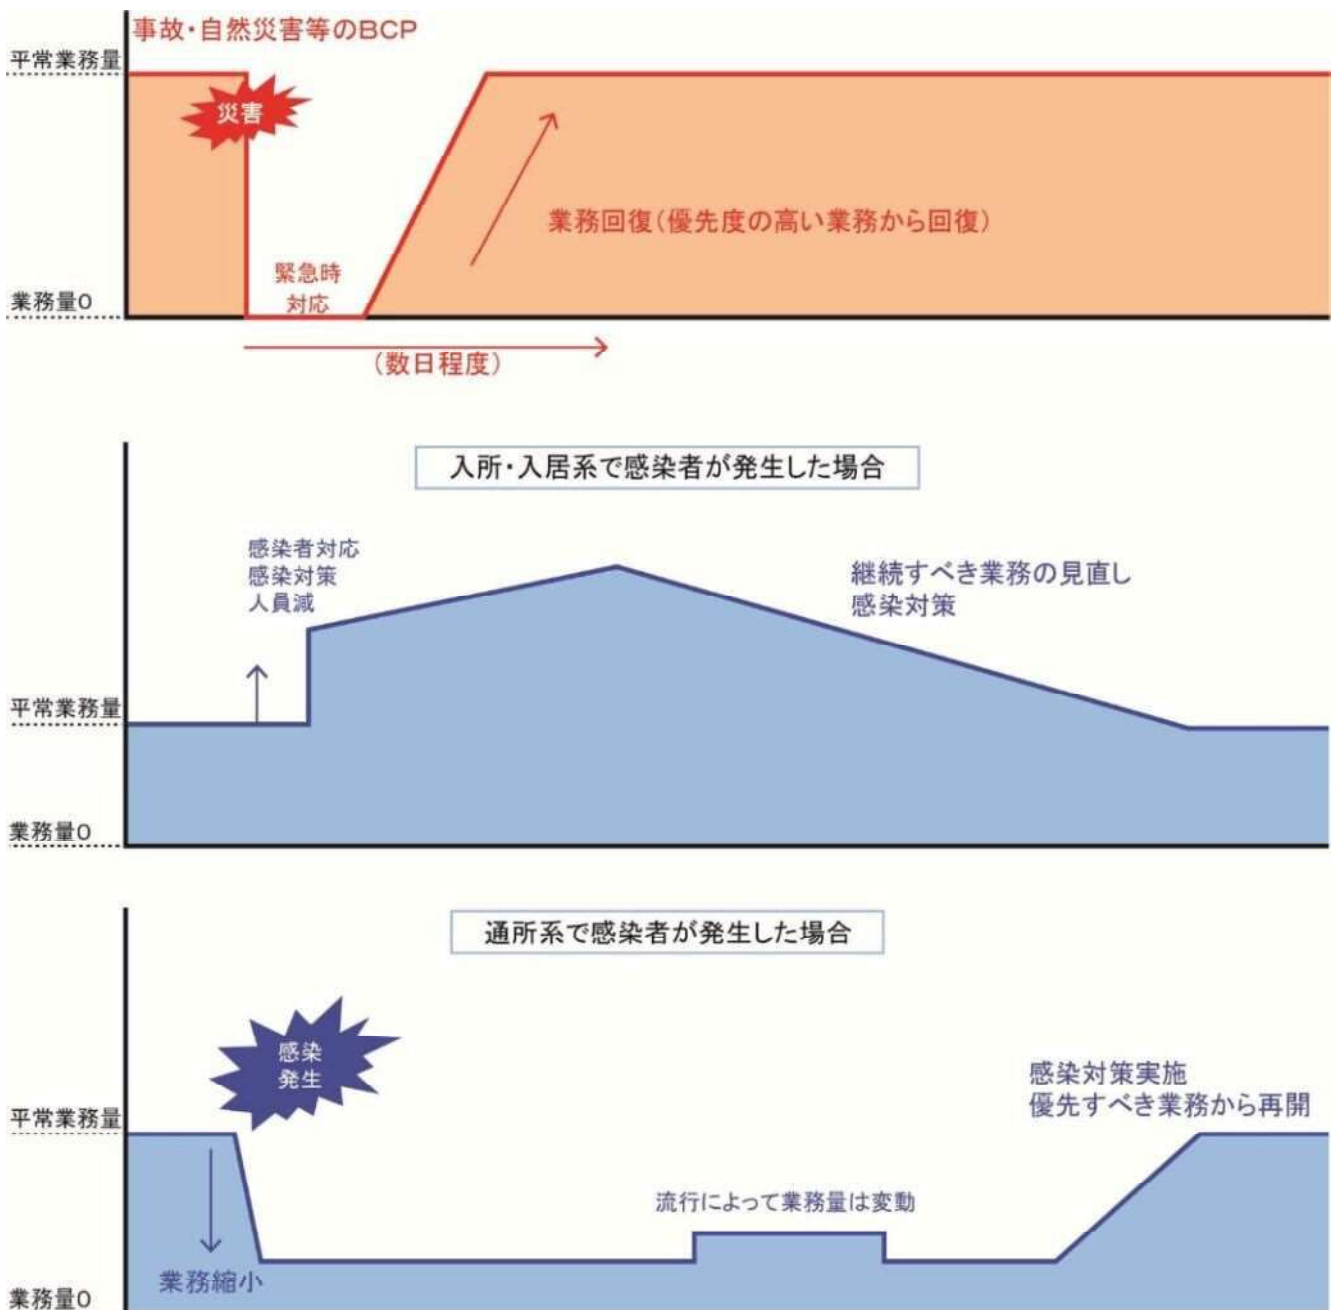 事故・自然災害等のBCP
平常業務量
災害
業務回復(優先度の高い業務から回復)
緊急時
対応
業務量0
(数日程度)
入所・入居系で感染者が発生した場合
感染者対応
感染対策
人員減
継続すべき業務の見直し
感染対策
平常業務量
業務量0
通所系で感染者が発生した場合
感染
発生
感染対策実施
優先すべき業務から再開
平常業務量
流行によって業務量は変動
業務縮小
業務量0